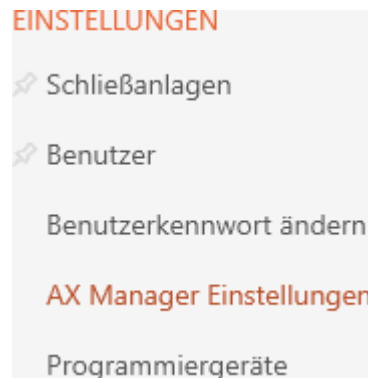 EINSTELLUNGEN
Schließanlagen
Benutzer
Benutzerkennwort ändern
AX Manager Einstellungen
Programmiergeräte